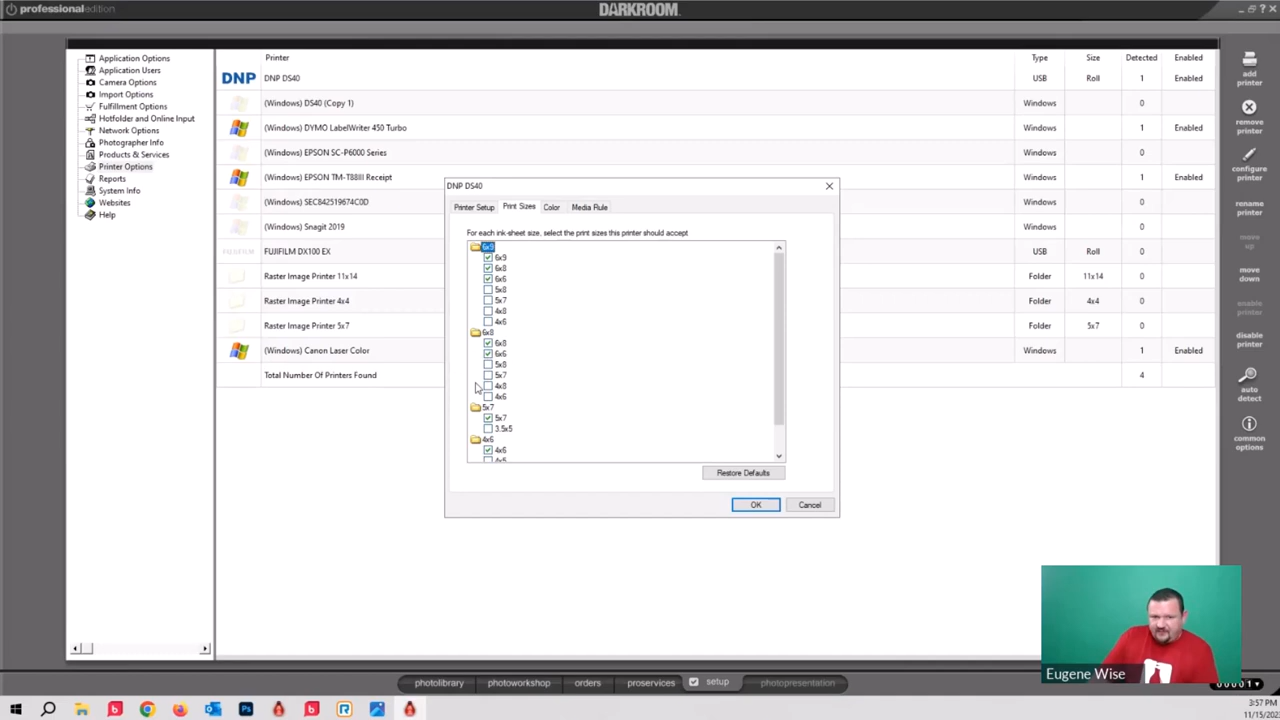 professionaledition
DARKROOM
Application Options
Application Users
Camera Options
Import Options
Fulfillment Options
Hotfolder and Online Input
Network Options
Photographer Info
Products & Services
Printer Options
Reports
System Info
Websites
Help
Printer Type Size Detected Enabled
DNP DNP DS40 USB Roll 1 Enabled
(Windows) DS40 (Copy 1) Windows 0
(Windows) DYMO LabelWriter 450 Turbo Windows 1 Enabled
(Windows) EPSON SC-P6000 Series Windows 0
(Windows) EPSON TM-T88III Receipt Windows 1 Enabled
(Windows) SEC842519674C0D Windows 0
(Windows) Snagit 2019 Windows 0
FUJIFILM FUJIFILM DX100 EX USB Roll 0
Raster Image Printer 11x14 Folder 11x14 0
Raster Image Printer 4x4 Folder 4x4 0
Raster Image Printer 5x7 Folder 5x7 0
(Windows) Canon Laser Color Windows 1 Enabled
Total Number Of Printers Found 4
DNP DS40
Printer Setup Print Sizes Color Media Rule
For each ink-sheet size, select the print sizes this printer should accept
6x9
6x9
6x8
6x6
5x8
5x7
4x8
4x6
6x8
6x8
6x6
5x8
5x7
4x8
4x6
5x7
5x7
3.5x5
4x6
4x6
Restore Defaults
OK Cancel
add
printer
remove
printer
configure
printer
rename
printer
move
up
move
down
enable
printer
disable
printer
auto
detect
common
options
Eugene Wise
photolibrary photoworkshop orders proservices setup photopresentation
00001
3:57 PM